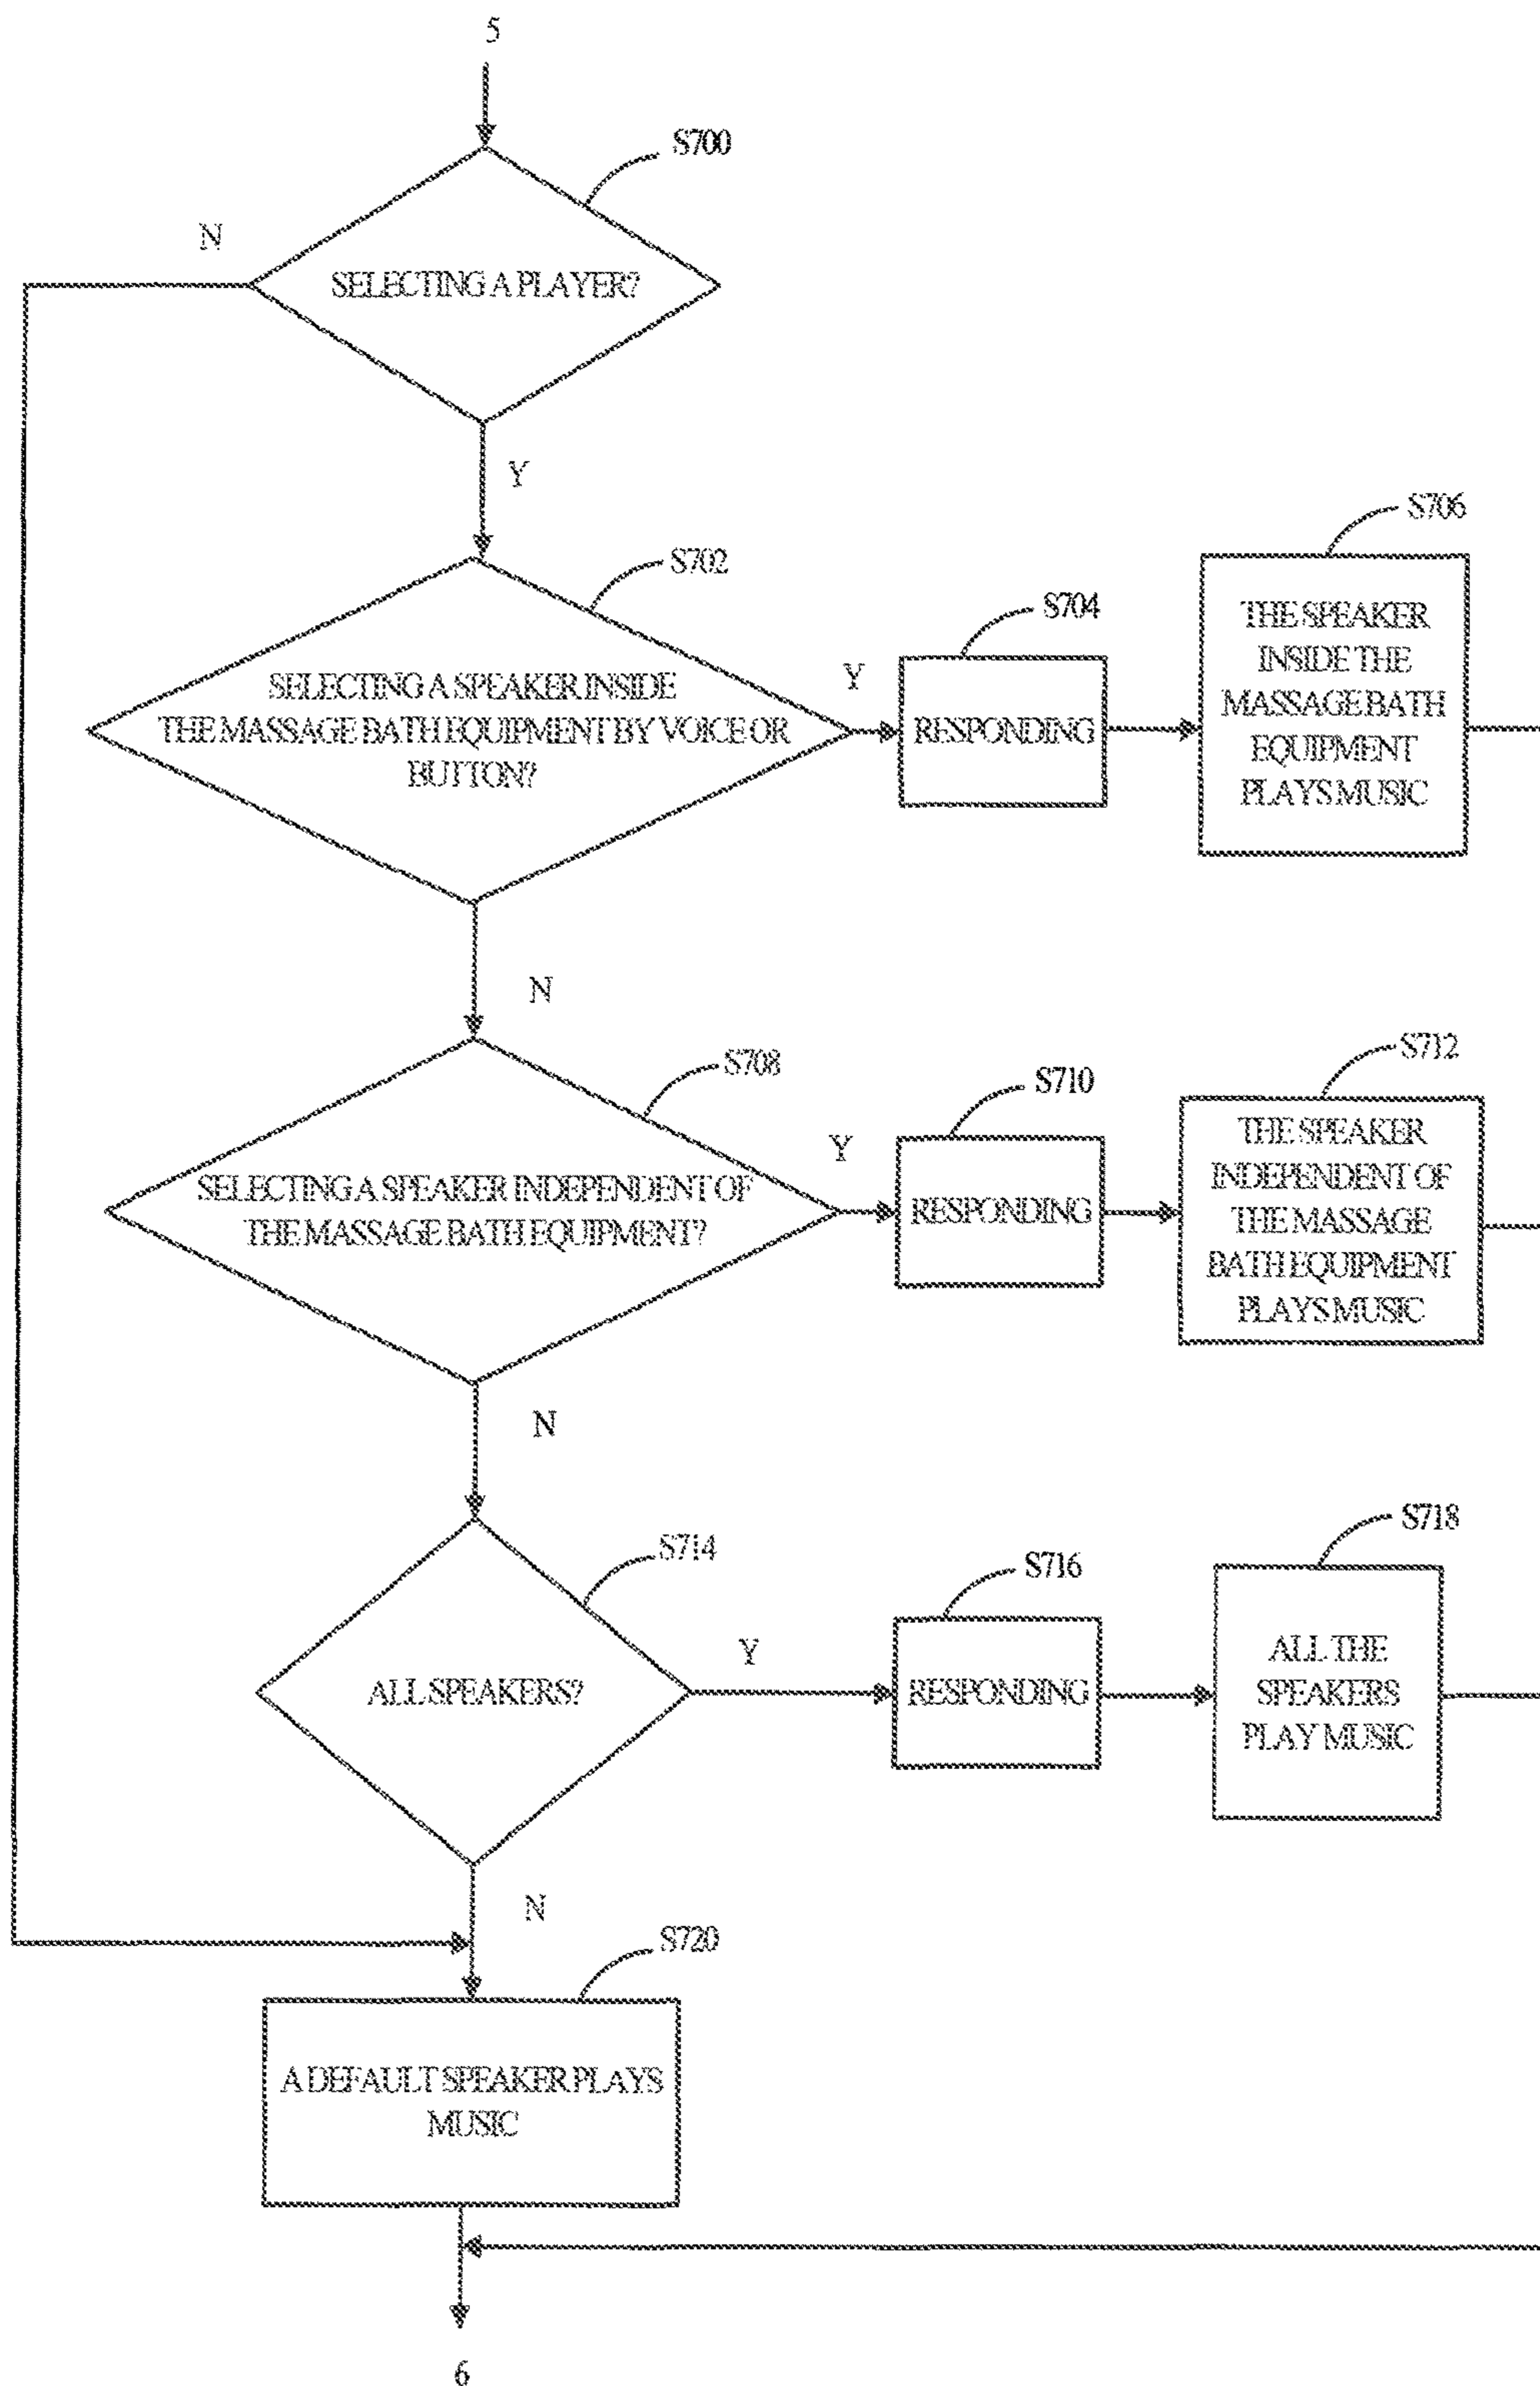 5
S700
N
SELECTING A PLAYER?
Y
S702
SELECTING A SPEAKER INSIDE
THE MASSAGE BATH EQUIPMENT BY VOICE OR
BUTTON?
Y
S704
RESPONDING
S706
THE SPEAKER
INSIDE THE
MASSAGE BATH
EQUIPMENT
PLAYS MUSIC
N
S708
SELECTING A SPEAKER INDEPENDENT OF
THE MASSAGE BATH EQUIPMENT?
Y
S710
RESPONDING
S712
THE SPEAKER
INDEPENDENT OF
THE MASSAGE
BATH EQUIPMENT
PLAYS MUSIC
N
S714
ALL SPEAKERS?
Y
S716
RESPONDING
S718
ALL THE
SPEAKERS
PLAY MUSIC
N
S720
A DEFAULT SPEAKER PLAYS
MUSIC
6